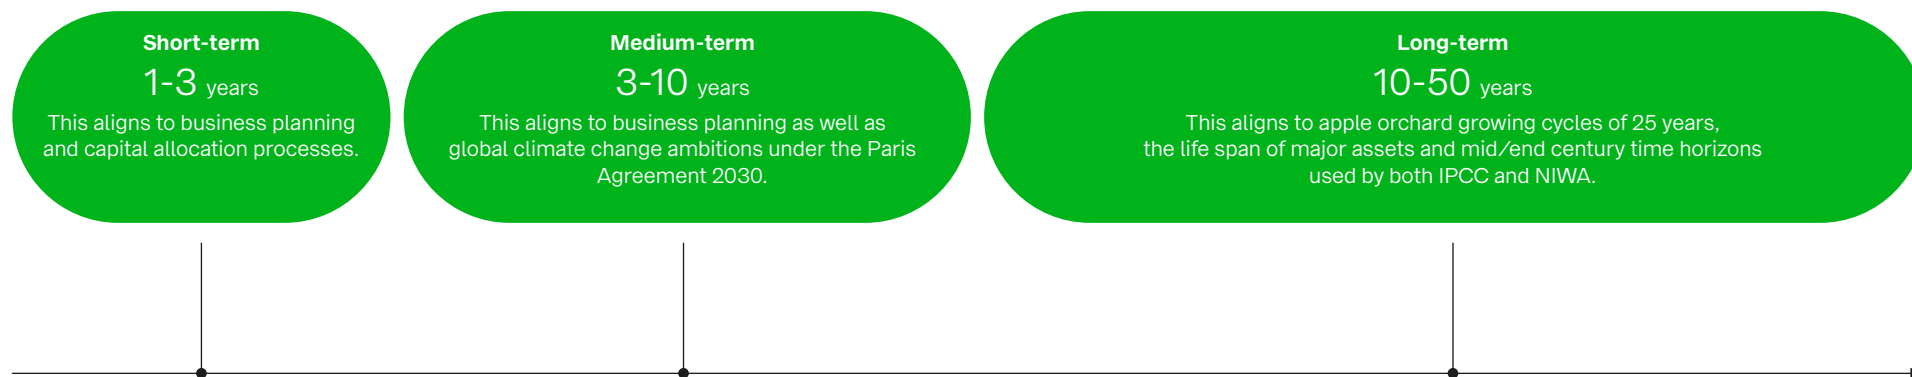 Short-term
1-3 years
This aligns to business planning
and capital allocation processes.
Medium-term
3-10 years
This aligns to business planning as well as
global climate change ambitions under the Paris
Agreement 2030.
Long-term
10-50 years
This aligns to apple orchard growing cycles of 25 years,
the life span of major assets and mid/end century time horizons
used by both IPCC and NIWA.